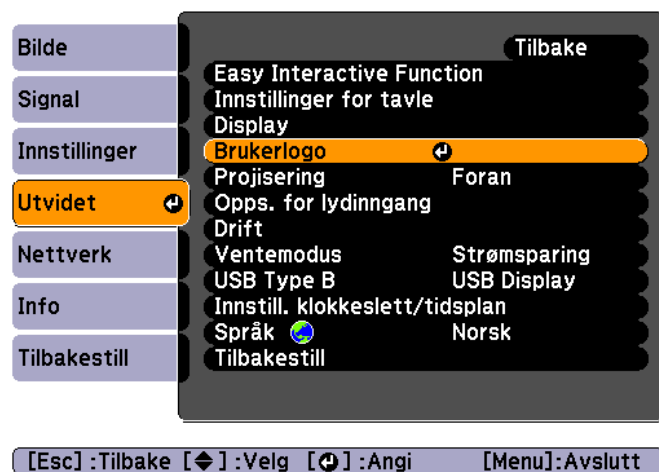 Bilde
Signal
Innstillinger
Utvidet
Nettverk
Info
Tilbakestill
Tilbake
Easy Interactive Function
Innstillinger for tavle
Display
Brukerlogo
Projisering Foran
Opps. for lydinngang
Drift
Ventemodus Strømsparing
USB Type B USB Display
Innstill. klokkeslett/tidsplan
Språk Norsk
Tilbakestill
[Esc] :Tilbake [ ] :Velg [ ] :Angi [Menu]:Avslutt